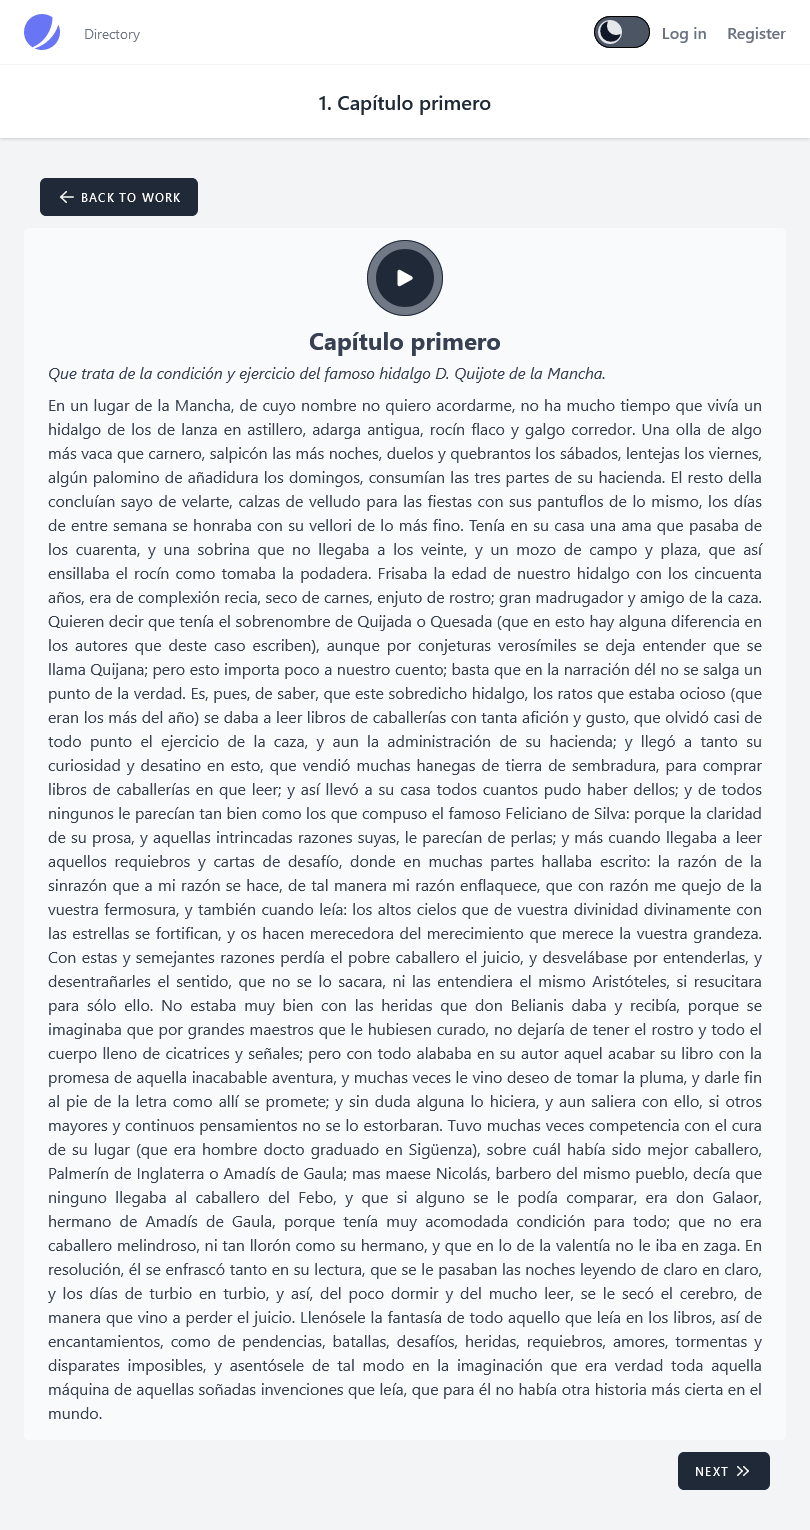 Directory
Log in
Register
1. Capítulo primero
BACK TO WORK
Capítulo primero
Que trata de la condición y ejercicio del famoso hidalgo D. Quijote de la Mancha.
En un lugar de la Mancha, de cuyo nombre no quiero acordarme, no ha mucho tiempo que vivía un
hidalgo de los de lanza en astillero, adarga antigua, rocín flaco y galgo corredor. Una olla de algo
más vaca que carnero, salpicón las más noches, duelos y quebrantos los sábados, lentejas los viernes,
algún palomino de añadidura los domingos, consumían las tres partes de su hacienda. El resto della
concluían sayo de velarte, calzas de velludo para las fiestas con sus pantuflos de lo mismo, los días
de entre semana se honraba con su vellori de lo más fino. Tenía en su casa una ama que pasaba de
los cuarenta, y una sobrina que no llegaba a los veinte, y un mozo de campo y plaza, que así
ensillaba el rocín como tomaba la podadera. Frisaba la edad de nuestro hidalgo con los cincuenta
años, era de complexión recia, seco de carnes, enjuto de rostro; gran madrugador y amigo de la caza.
Quieren decir que tenía el sobrenombre de Quijada o Quesada (que en esto hay alguna diferencia en
los autores que deste caso escriben), aunque por conjeturas verosímiles se deja entender que se
llama Quijana; pero esto importa poco a nuestro cuento; basta que en la narración dél no se salga un
punto de la verdad. Es, pues, de saber, que este sobredicho hidalgo, los ratos que estaba ocioso (que
eran los más del año) se daba a leer libros de caballerías con tanta afición y gusto, que olvidó casi de
todo punto el ejercicio de la caza, y aun la administración de su hacienda; y llegó a tanto su
curiosidad y desatino en esto, que vendió muchas hanegas de tierra de sembradura, para comprar
libros de caballerías en que leer; y así llevó a su casa todos cuantos pudo haber dellos; y de todos
ningunos le parecían tan bien como los que compuso el famoso Feliciano de Silva: porque la claridad
de su prosa, y aquellas intrincadas razones suyas, le parecían de perlas; y más cuando llegaba a leer
aquellos requiebros y cartas de desafío, donde en muchas partes hallaba escrito: la razón de la
sinrazón que a mi razón se hace, de tal manera mi razón enflaquece, que con razón me quejo de la
vuestra fermosura, y también cuando leía: los altos cielos que de vuestra divinidad divinamente con
las estrellas se fortifican, y os hacen merecedora del merecimiento que merece la vuestra grandeza.
Con estas y semejantes razones perdía el pobre caballero el juicio, y desvelábase por entenderlas, y
desentrañarles el sentido, que no se lo sacara, ni las entendiera el mismo Aristóteles, si resucitara
para sólo ello. No estaba muy bien con las heridas que don Belianis daba y recibía, porque se
imaginaba que por grandes maestros que le hubiesen curado, no dejaría de tener el rostro y todo el
cuerpo lleno de cicatrices y señales; pero con todo alababa en su autor aquel acabar su libro con la
promesa de aquella inacabable aventura, y muchas veces le vino deseo de tomar la pluma, y darle fin
al pie de la letra como allí se promete; y sin duda alguna lo hiciera, y aun saliera con ello, si otros
mayores y continuos pensamientos no se lo estorbaran. Tuvo muchas veces competencia con el cura
de su lugar (que era hombre docto graduado en Sigüenza), sobre cuál había sido mejor caballero,
Palmerín de Inglaterra o Amadís de Gaula; mas maese Nicolás, barbero del mismo pueblo, decía que
ninguno llegaba al caballero del Febo, y que si alguno se le podía comparar, era don Galaor,
hermano de Amadís de Gaula, porque tenía muy acomodada condición para todo; que no era
caballero melindroso, ni tan llorón como su hermano, y que en lo de la valentía no le iba en zaga. En
resolución, él se enfrascó tanto en su lectura, que se le pasaban las noches leyendo de claro en claro,
y los días de turbio en turbio, y así, del poco dormir y del mucho leer, se le secó el cerebro, de
manera que vino a perder el juicio. Llenósele la fantasía de todo aquello que leía en los libros, así de
encantamientos, como de pendencias, batallas, desafíos, heridas, requiebros, amores, tormentas y
disparates imposibles, y asentósele de tal modo en la imaginación que era verdad toda aquella
máquina de aquellas soñadas invenciones que leía, que para él no había otra historia más cierta en el
mundo.
NEXT